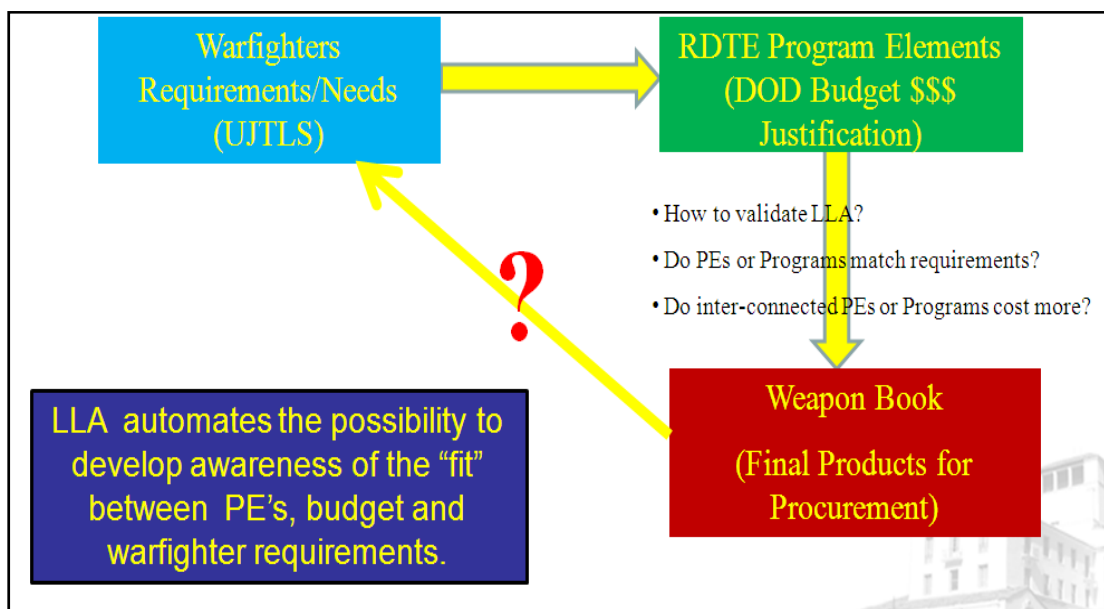 Warfighters
Requirements/Needs
(UJTLS)
RDTE Program Elements
(DOD Budget $$$
Justification)
• How to validate LLA?
• Do PEs or Programs match requirements?
• Do inter-connected PEs or Programs cost more?
?
LLA automates the possibility to
develop awareness of the “fit”
between PE’s, budget and
warfighter requirements.
Weapon Book
(Final Products for
Procurement)